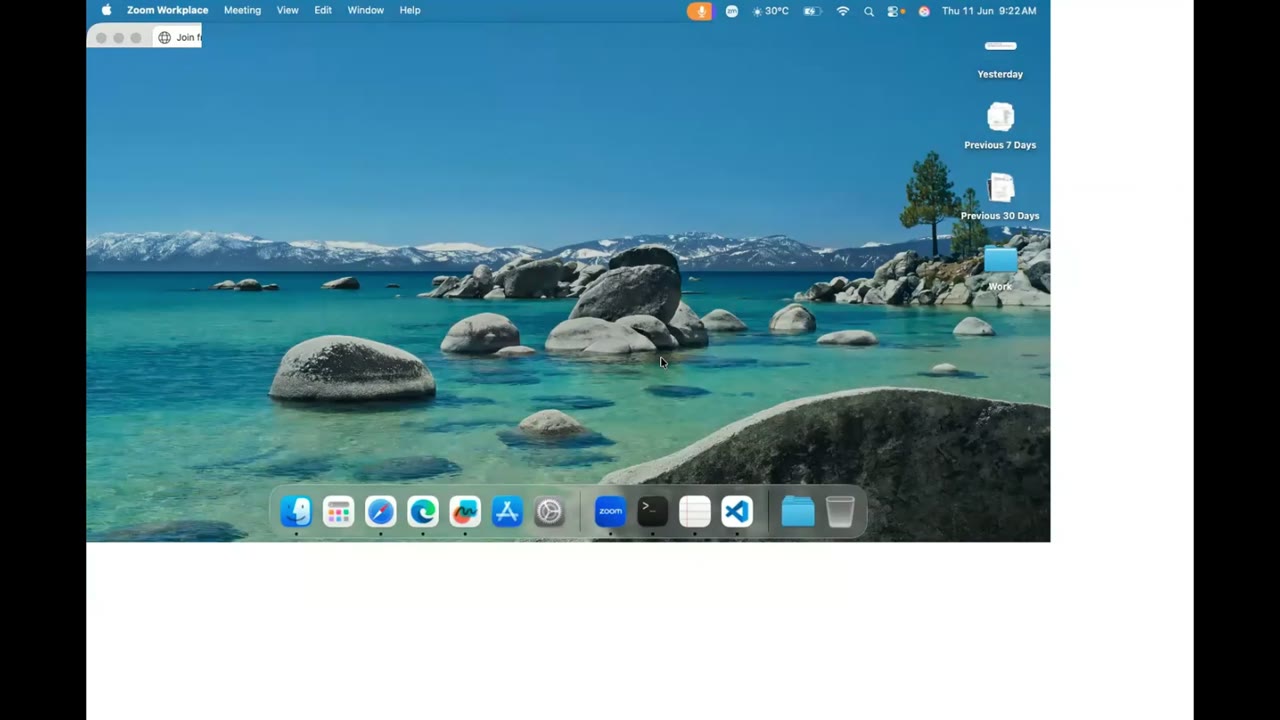 Zoom Workplace Meeting View Edit Window Help zm 30°C Thu 11 Jun 9:22 AM
Join
Yesterday
Previous 7 Days
Previous 30 Days
Work
zoom